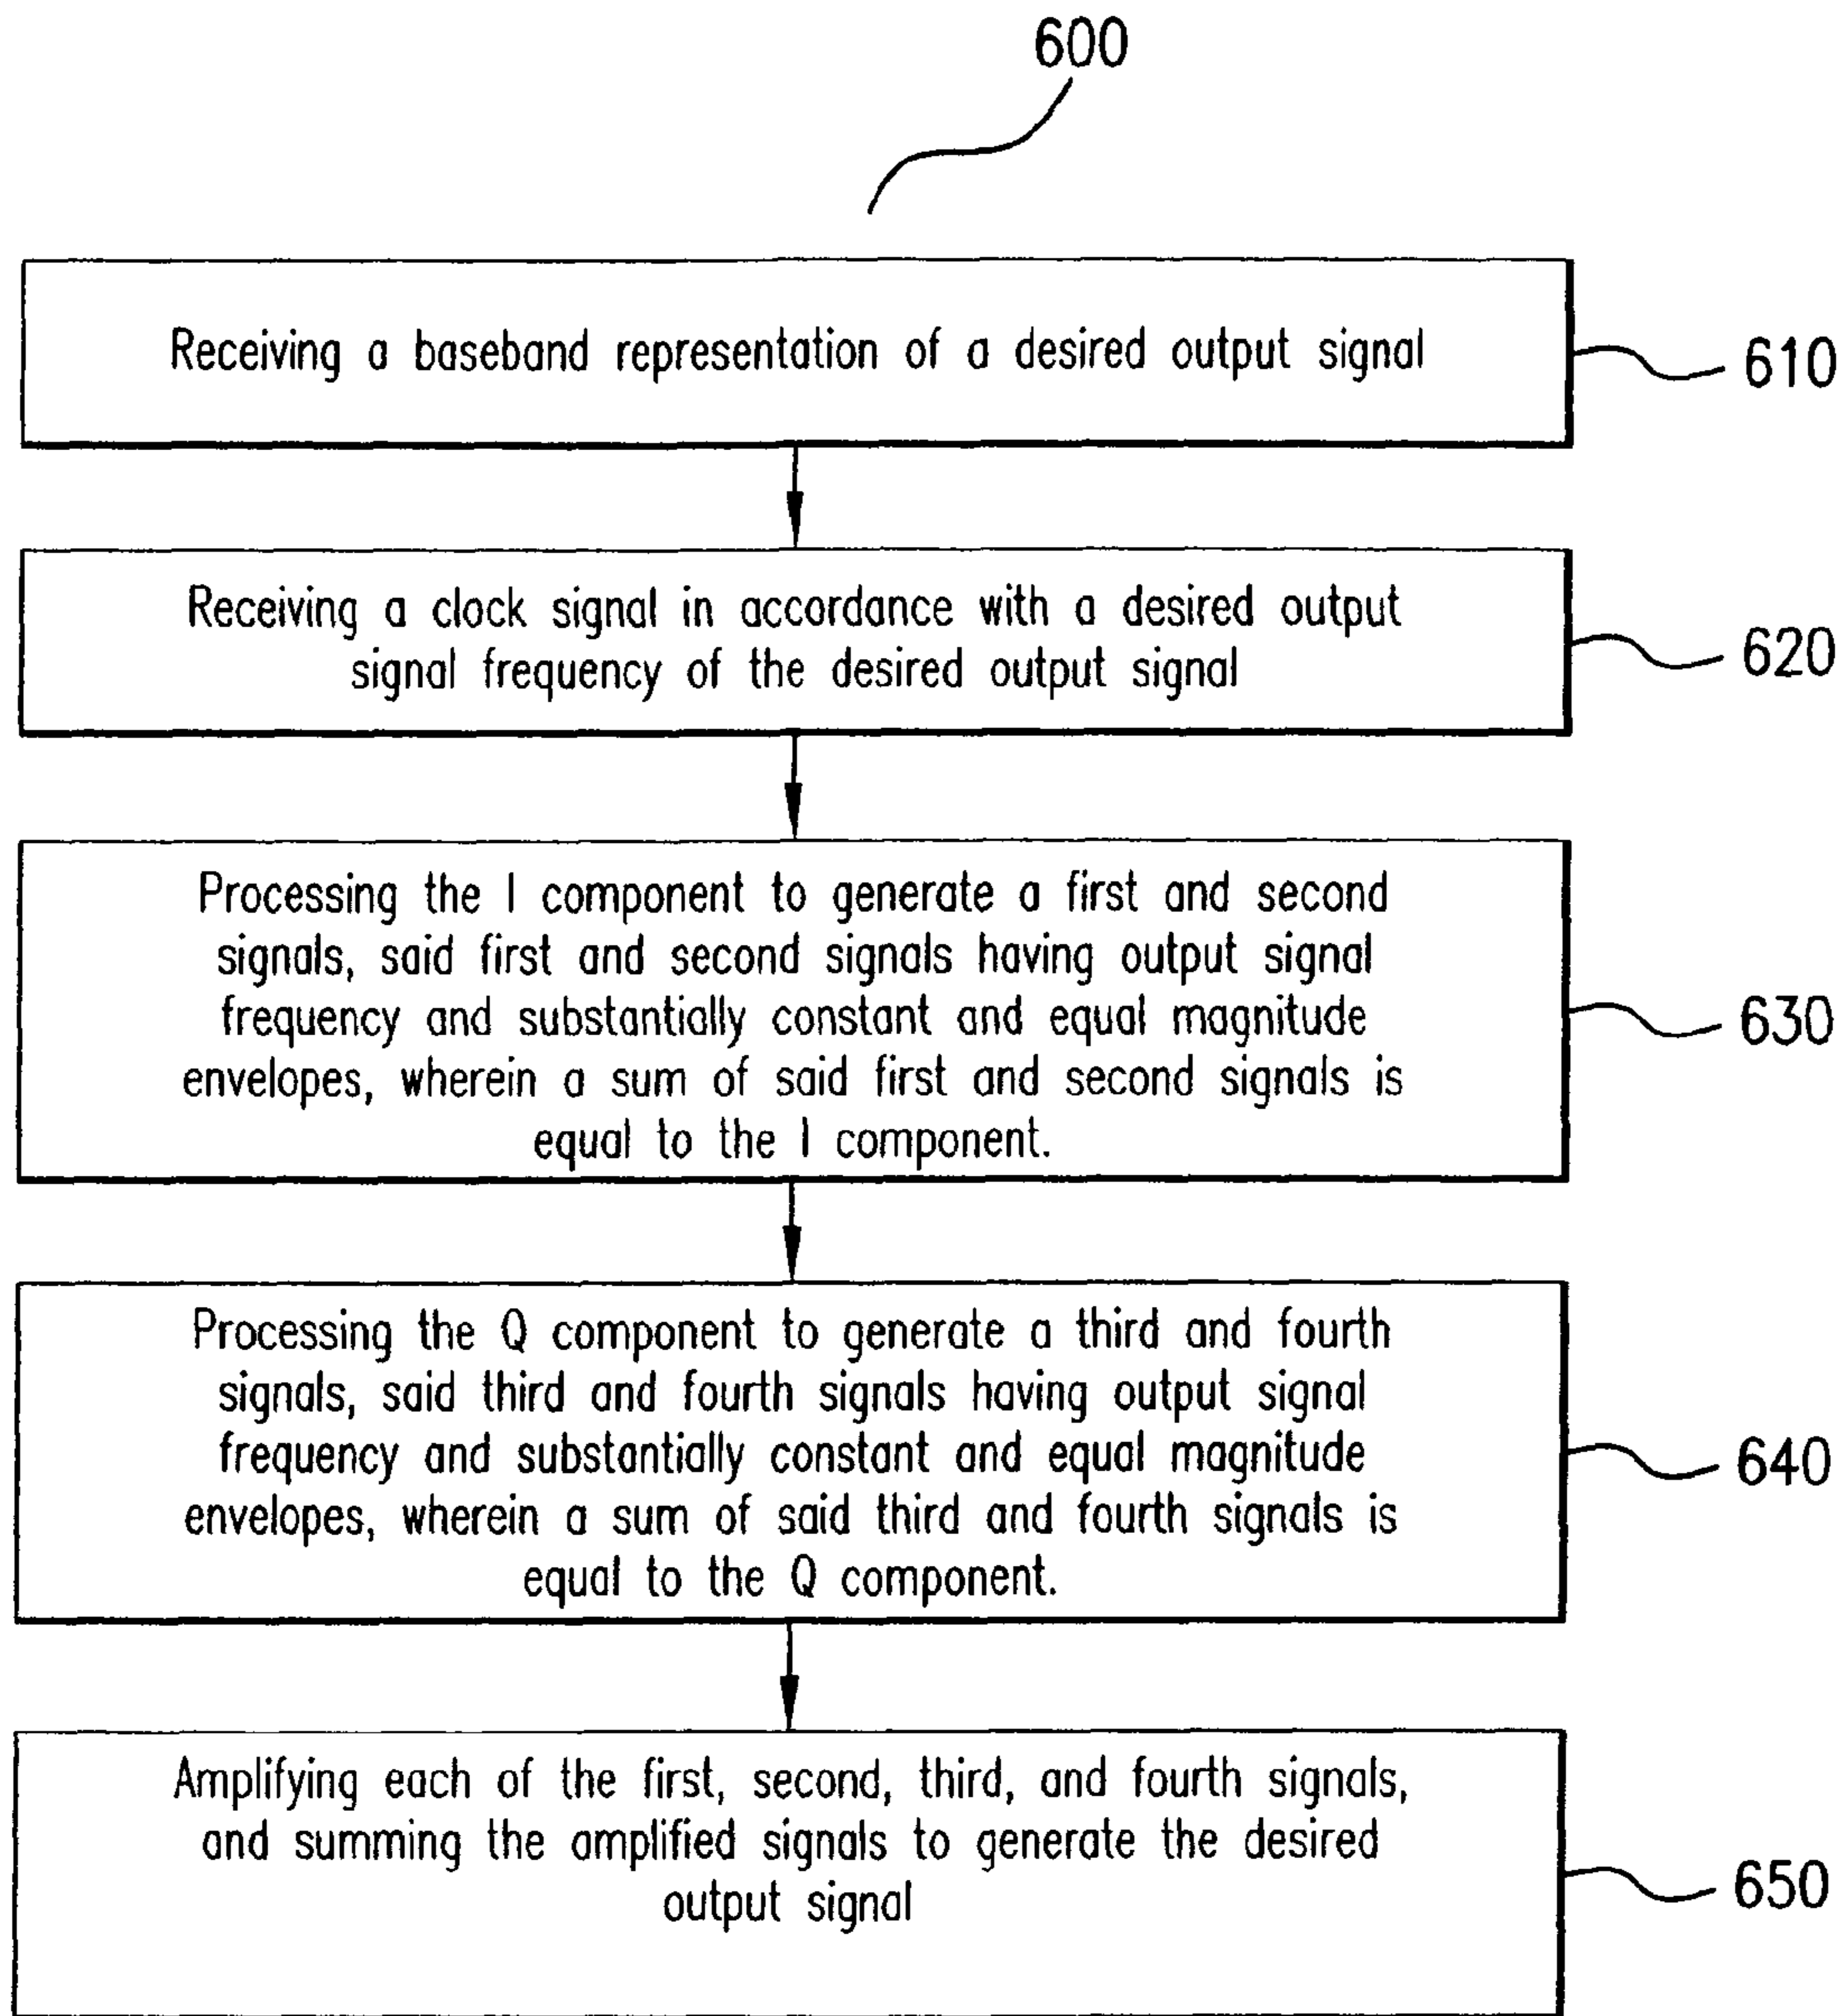 600
Receiving a baseband representation of a desired output signal
610
Receiving a clock signal in accordance with a desired output
signal frequency of the desired output signal
620
Processing the I component to generate a first and second
signals, said first and second signals having output signal
frequency and substantially constant and equal magnitude
envelopes, wherein a sum of said first and second signals is
equal to the I component.
630
Processing the Q component to generate a third and fourth
signals, said third and fourth signals having output signal
frequency and substantially constant and equal magnitude
envelopes, wherein a sum of said third and fourth signals is
equal to the Q component.
640
Amplifying each of the first, second, third, and fourth signals,
and summing the amplified signals to generate the desired
output signal
650